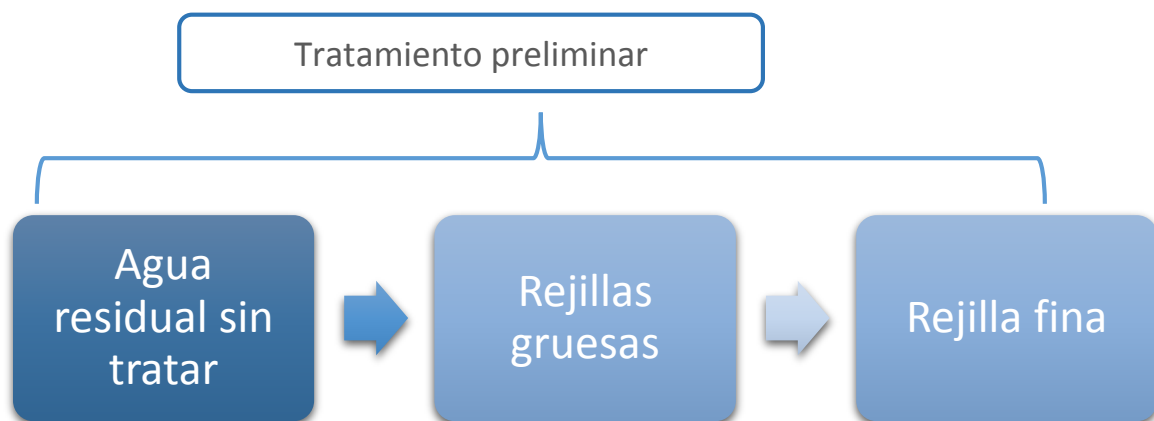 Tratamiento preliminar
Agua
residual sin
tratar
Rejillas
gruesas
Rejilla fina